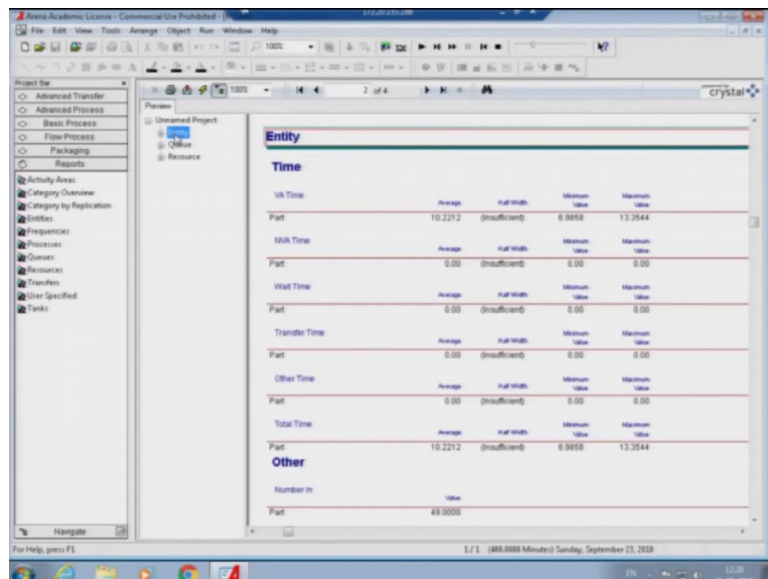 Arena Academic License - Commercial Use Prohibited -
172.20.153.266
File Edit View Tools Arrange Object Run Window Help
100%
Project Bar
Advanced Transfer
Advanced Process
Basic Process
Flow Process
Packaging
Reports
Activity Areas
Category Overview
Category by Replication
Entities
Frequencies
Processes
Queues
Resources
Transfers
User Specified
Tanks
Navigate
100% 2 of 4
crystal
Preview
Unnamed Project
Entity
Queue
Resource
Entity
Time
VA Time Average Half Width Minimum Value Maximum Value
Part 10.2212 (Insufficient) 6.9858 13.3544
NVA Time Average Half Width Minimum Value Maximum Value
Part 0.00 (Insufficient) 0.00 0.00
Wait Time Average Half Width Minimum Value Maximum Value
Part 0.00 (Insufficient) 0.00 0.00
Transfer Time Average Half Width Minimum Value Maximum Value
Part 0.00 (Insufficient) 0.00 0.00
Other Time Average Half Width Minimum Value Maximum Value
Part 0.00 (Insufficient) 0.00 0.00
Total Time Average Half Width Minimum Value Maximum Value
Part 10.2212 (Insufficient) 6.9858 13.3544
Other
Number In Value
Part 49.0000
For Help, press F1
1/1 (480.0000 Minutes) Sunday, September 23, 2018
EN
12:20